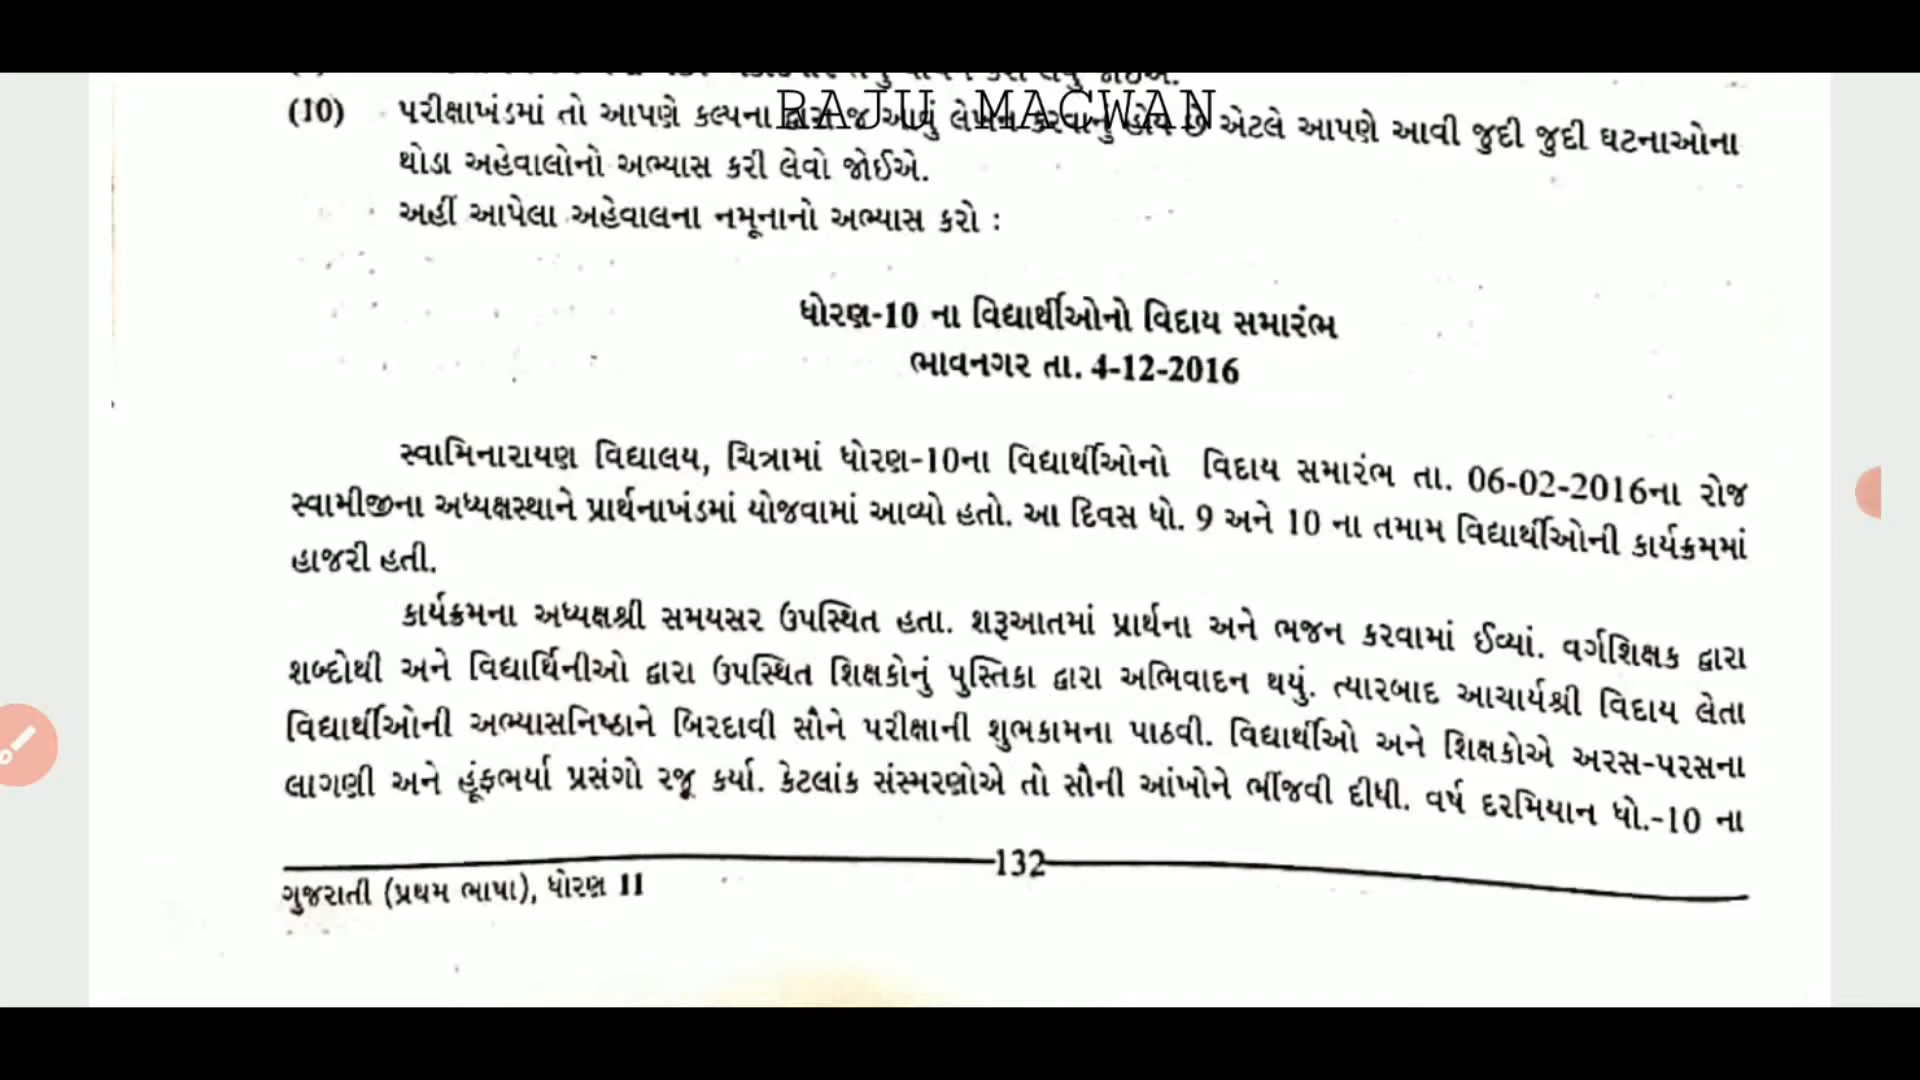 RAJU MACWAN
(10) પરીક્ષાખંડમાં તો આપણે કલ્પના દ્વારા જ આવું લેખન કરવાનું હોય છે એટલે આપણે આવી જુદી જુદી ઘટનાઓના
થોડા અહેવાલોનો અભ્યાસ કરી લેવો જોઈએ.
અહીં આપેલા અહેવાલના નમૂનાનો અભ્યાસ કરો :
ધોરણ-10 ના વિદ્યાર્થીઓનો વિદાય સમારંભ
ભાવનગર તા. 4-12-2016
સ્વામિનારાયણ વિદ્યાલય, ચિત્રામાં ધોરણ-10ના વિદ્યાર્થીઓનો વિદાય સમારંભ તા. 06-02-2016ના રોજ
સ્વામીજીના અધ્યક્ષસ્થાને પ્રાર્થનાખંડમાં યોજવામાં આવ્યો હતો. આ દિવસ ધો. 9 અને 10 ના તમામ વિદ્યાર્થીઓની કાર્યક્રમમાં
હાજરી હતી.
કાર્યક્રમના અધ્યક્ષશ્રી સમયસર ઉપસ્થિત હતા. શરૂઆતમાં પ્રાર્થના અને ભજન કરવામાં ઈવ્યાં. વર્ગશિક્ષક દ્વારા
શબ્દોથી અને વિદ્યાર્થિનીઓ દ્વારા ઉપસ્થિત શિક્ષકોનું પુસ્તિકા દ્વારા અભિવાદન થયું. ત્યારબાદ આચાર્યશ્રી વિદાય લેતા
વિદ્યાર્થીઓની અભ્યાસનિષ્ઠાને બિરદાવી સૌને પરીક્ષાની શુભકામના પાઠવી. વિદ્યાર્થીઓ અને શિક્ષકોએ અરસ-પરસના
લાગણી અને હૂંફભર્યા પ્રસંગો રજૂ કર્યા. કેટલાંક સંસ્મરણોએ તો સૌની આંખોને ભીંજવી દીધી. વર્ષ દરમિયાન ધો.-10 ના
132
ગુજરાતી (પ્રથમ ભાષા), ધોરણ 11